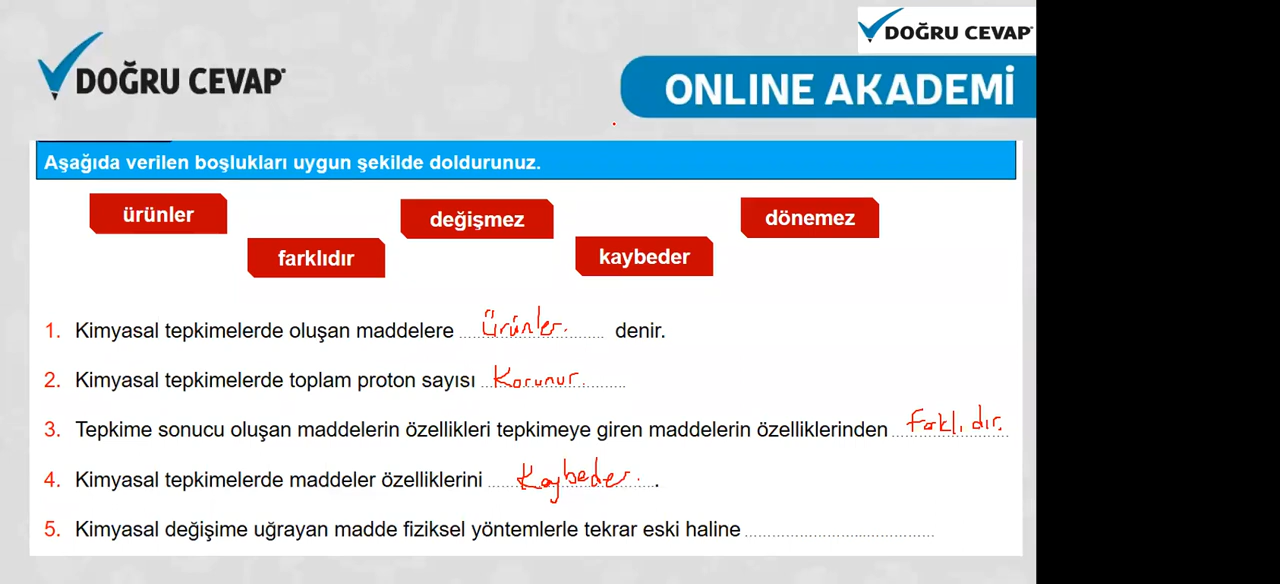 DOĞRU CEVAP
DOĞRU CEVAP
ONLINE AKADEMİ
Aşağıda verilen boşlukları uygun şekilde doldurunuz.
ürünler
değişmez
dönemez
farklıdır
kaybeder
1. Kimyasal tepkimelerde oluşan maddelere ürünler. denir.
2. Kimyasal tepkimelerde toplam proton sayısı Korunur.
3. Tepkime sonucu oluşan maddelerin özellikleri tepkimeye giren maddelerin özelliklerinden Farklıdır.
4. Kimyasal tepkimelerde maddeler özelliklerini Kaybeder. .
5. Kimyasal değişime uğrayan madde fiziksel yöntemlerle tekrar eski haline ........................................